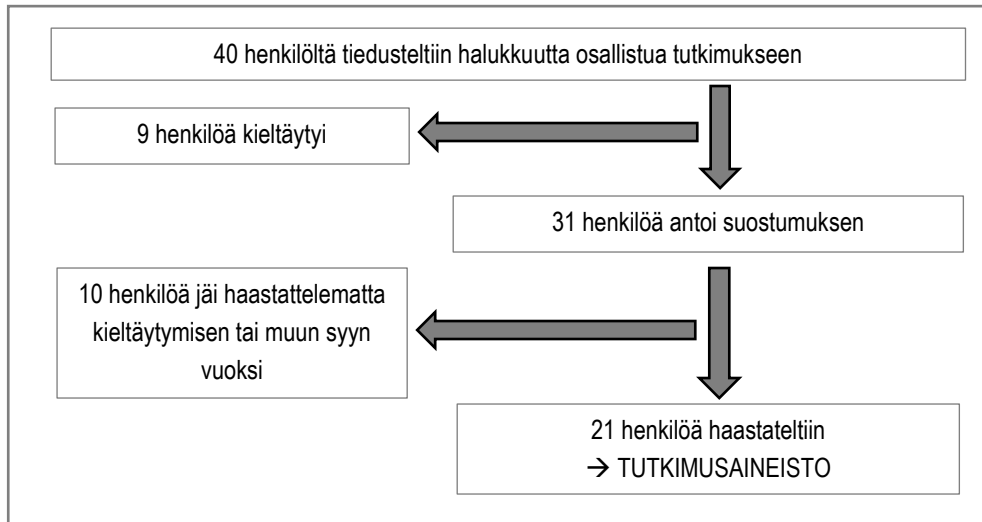 40 henkilöltä tiedusteltiin halukkuutta osallistua tutkimukseen
9 henkilöä kieltäytyi
31 henkilöä antoi suostumuksen
10 henkilöä jäi haastattelematta
kieltäytymisen tai muun syyn
vuoksi
21 henkilöä haastateltiin
→ TUTKIMUSAINEISTO